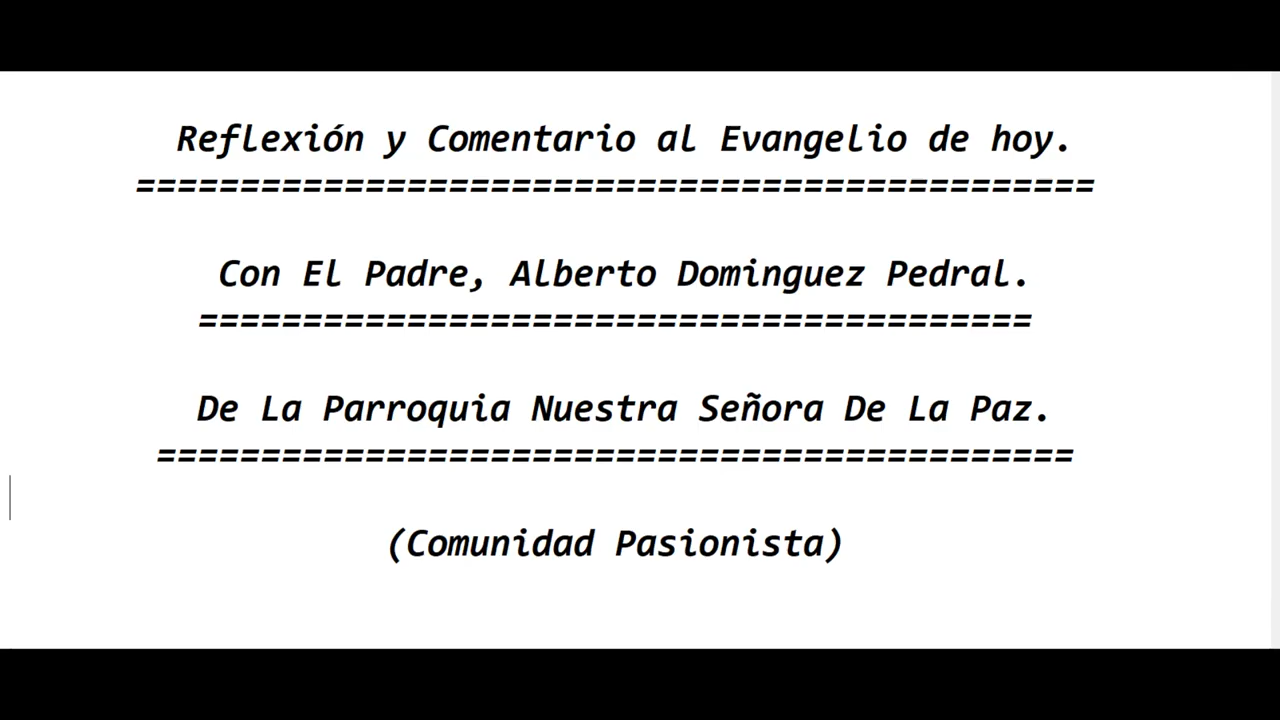 Reflexión y Comentario al Evangelio de hoy.
==============================================
Con El Padre, Alberto Dominguez Pedral.
========================================
De La Parroquia Nuestra Señora De La Paz.
============================================
(Comunidad Pasionista)